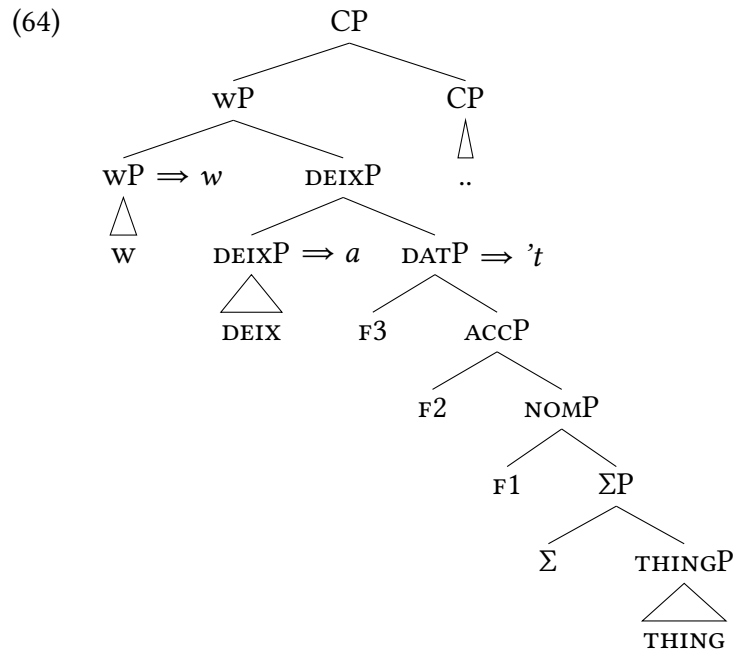 (64) CP
wP CP
wP ⇒ w DEIXP ..
w DEIXP ⇒ a DATP ⇒ 't
DEIX F3 ACCP
F2 NOMP
F1 ΣP
Σ THINGP
THING